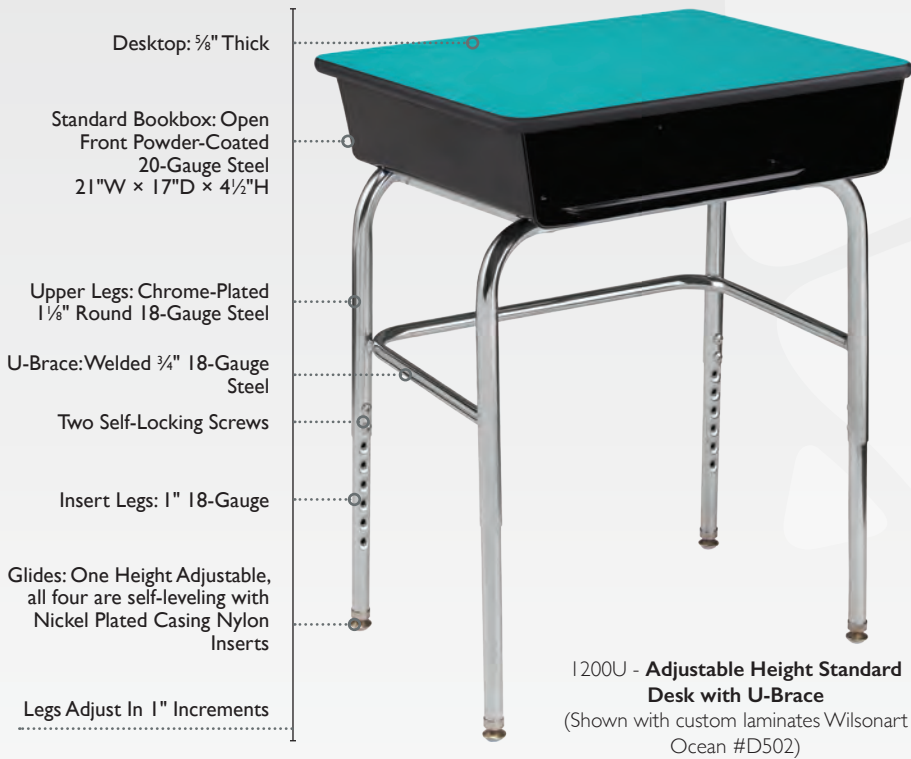 Desktop: ⅝" Thick
Standard Bookbox: Open
Front Powder-Coated
20-Gauge Steel
21"W × 17"D × 4½"H
Upper Legs: Chrome-Plated
1⅛" Round 18-Gauge Steel
U-Brace: Welded ¾" 18-Gauge
Steel
Two Self-Locking Screws
Insert Legs: 1" 18-Gauge
Glides: One Height Adjustable,
all four are self-leveling with
Nickel Plated Casing Nylon
Inserts
Legs Adjust In 1" Increments
1200U - Adjustable Height Standard
Desk with U-Brace
(Shown with custom laminates Wilsonart
Ocean #D502)